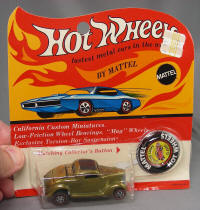 Hot Wheels
fastest metal cars in the
BY MATTEL
MATTEL
California Custom Miniatures
Low-Friction Wheel Bearings, "Mag" Wheels
Exclusive Torsion-Bar Suspension
Matching Collector's Button